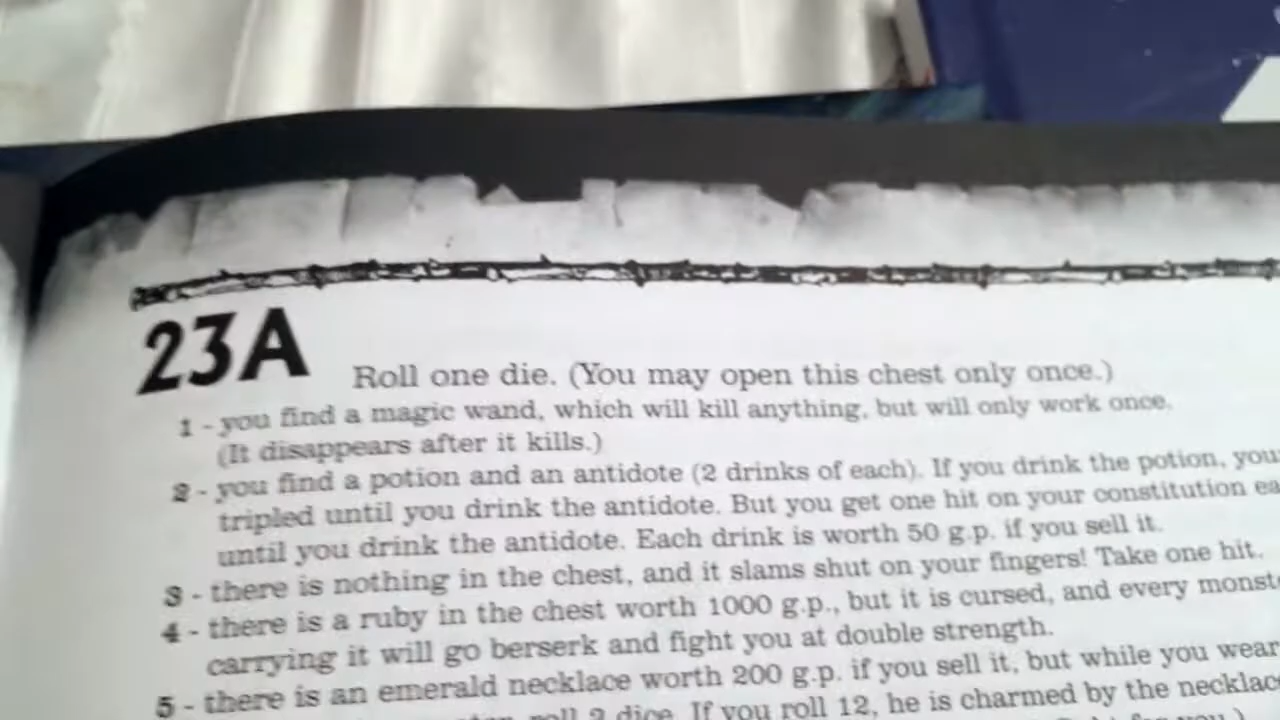 23A
Roll one die. (You may open this chest only once.)
1 - you find a magic wand, which will kill anything, but will only work once.
(It disappears after it kills.)
2 - you find a potion and an antidote (2 drinks of each). If you drink the potion,
tripled until you drink the antidote. But you get one hit on your constitution
until you drink the antidote. Each drink is worth 50 g.p. if you sell it.
3 - there is nothing in the chest, and it slams shut on your fingers! Take one hit.
4 - there is a ruby in the chest worth 1000 g.p., but it is cursed, and every
carrying it will go berserk and fight you at double strength.
5 - there is an emerald necklace worth 200 g.p. if you sell it, but while you
roll 2 dice. If you roll 12, he is charmed by the